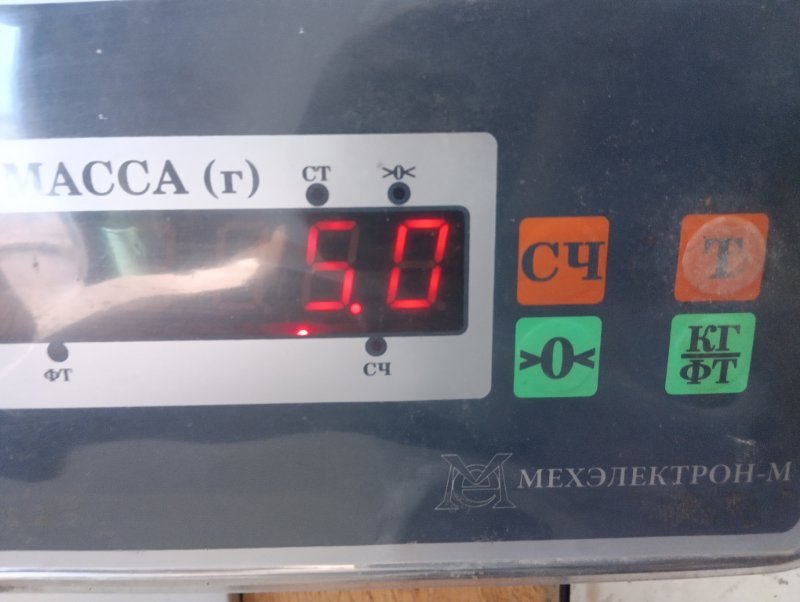 МАССА (г)
СТ
>0<
5.0
ФТ
СЧ
СЧ
Т
>0<
КГ
ФТ
МЕХЭЛЕКТРОН-М